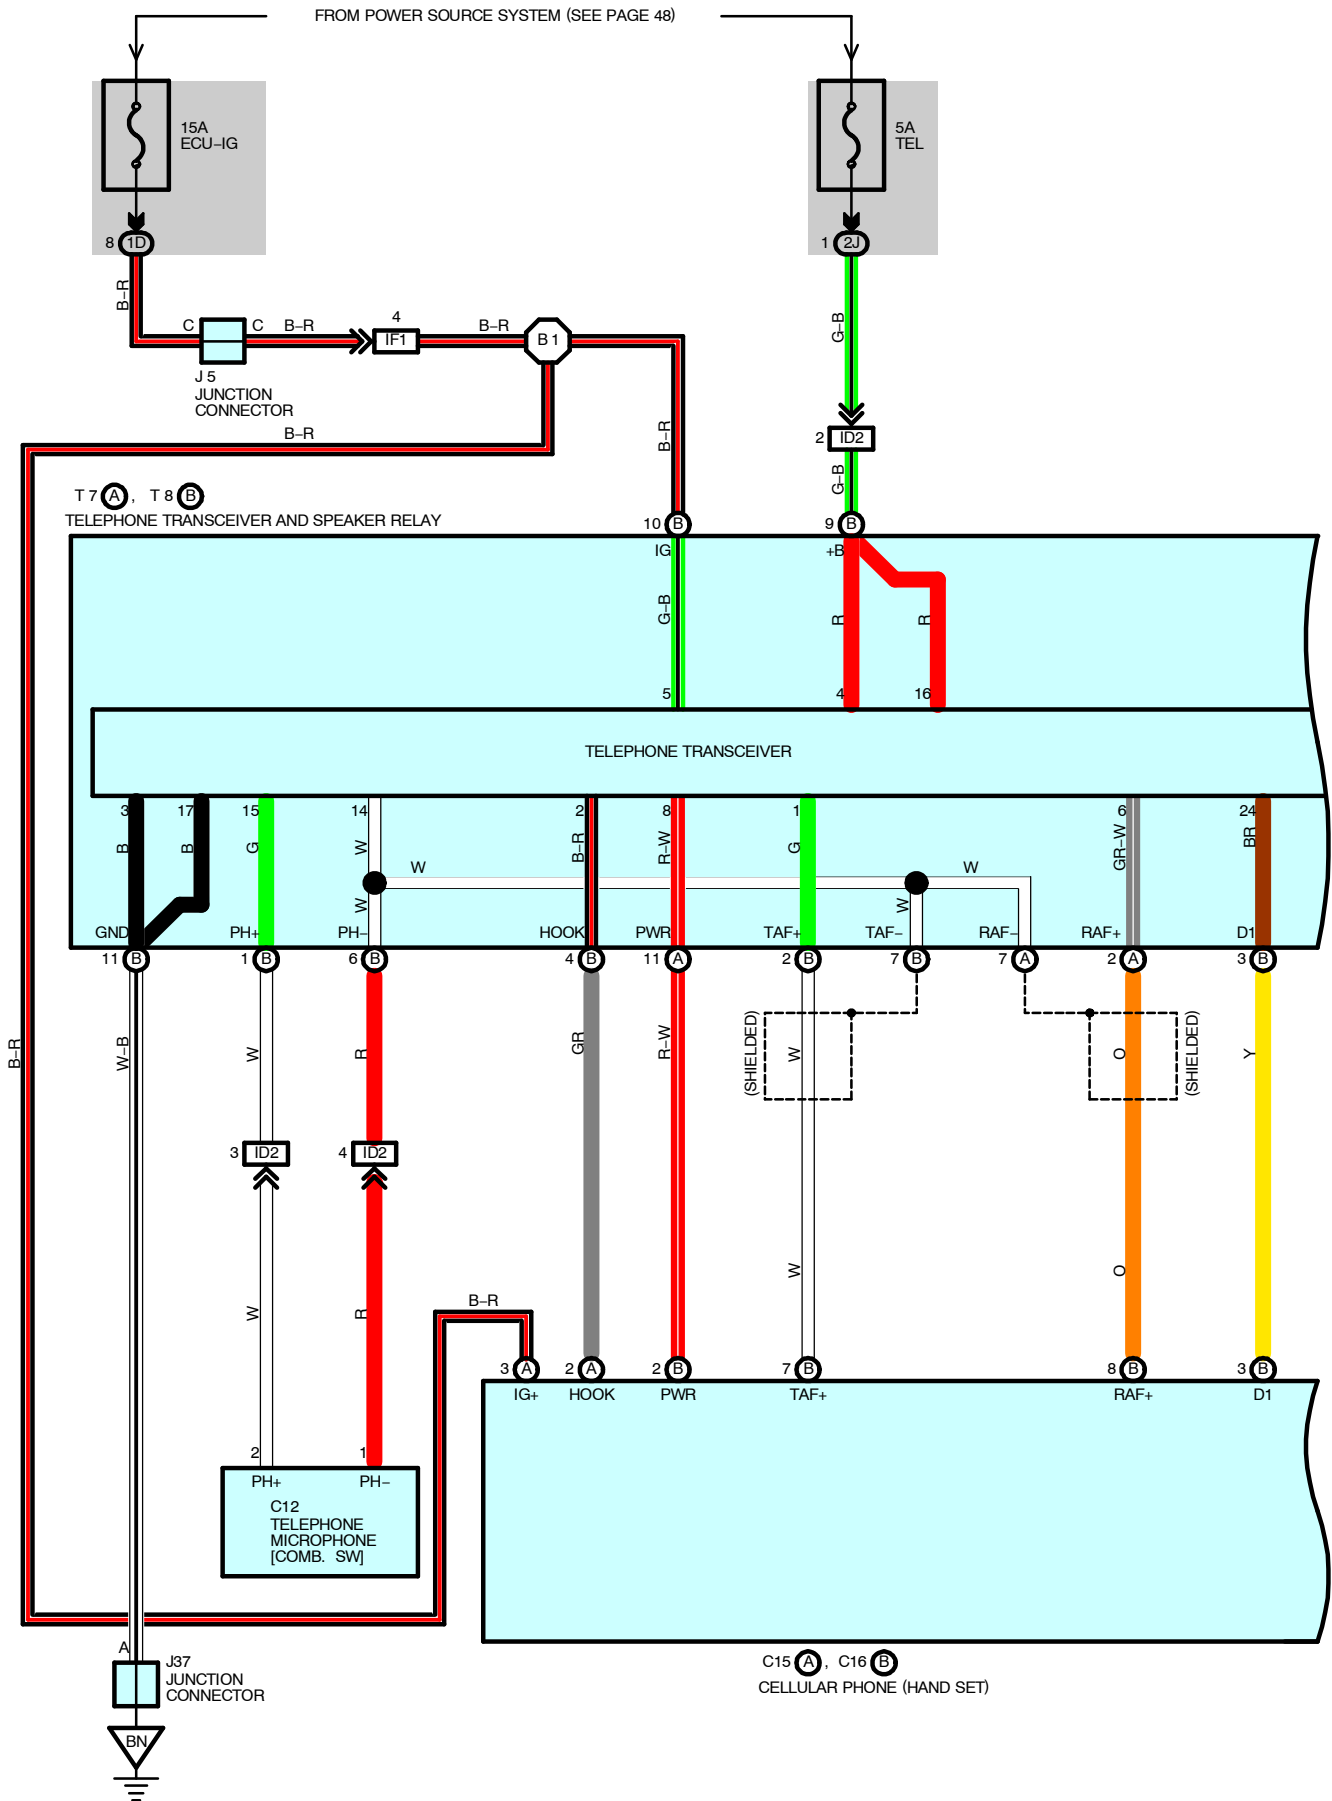 FROM POWER SOURCE SYSTEM (SEE PAGE 48)
15A
ECU-IG
5A
TEL
8 1D
1 2J
B-R
G-B
C C B-R
4
IF1
B-R
B 1
J 5
JUNCTION
CONNECTOR
B-R
B-R
2 ID2
G-B
T 7 A , T 8 B
TELEPHONE TRANSCEIVER AND SPEAKER RELAY
10 B
9 B
IG
+B
G-B
R
R
5
4
16
TELEPHONE TRANSCEIVER
3 17 15 14 2 8 1 6 24
B B G W B-R R-W G GR-W BR
W
W
W
W
GND PH+ PH- HOOK PWR TAF+ TAF- RAF- RAF+ D1
11 B 1 B 6 B 4 B 11 A 2 B 7 B 7 A 2 A 3 B
B-R
W-B W R GR R-W (SHIELDED) W O (SHIELDED) Y
3 ID2
4 ID2
W R
W
O
B-R
3 A 2 A 2 B 7 B 8 B 3 B
IG+ HOOK PWR TAF+ RAF+ D1
2 1
PH+ PH-
C12
TELEPHONE
MICROPHONE
[COMB. SW]
A
J37
JUNCTION
CONNECTOR
BN
C15 A , C16 B
CELLULAR PHONE (HAND SET)